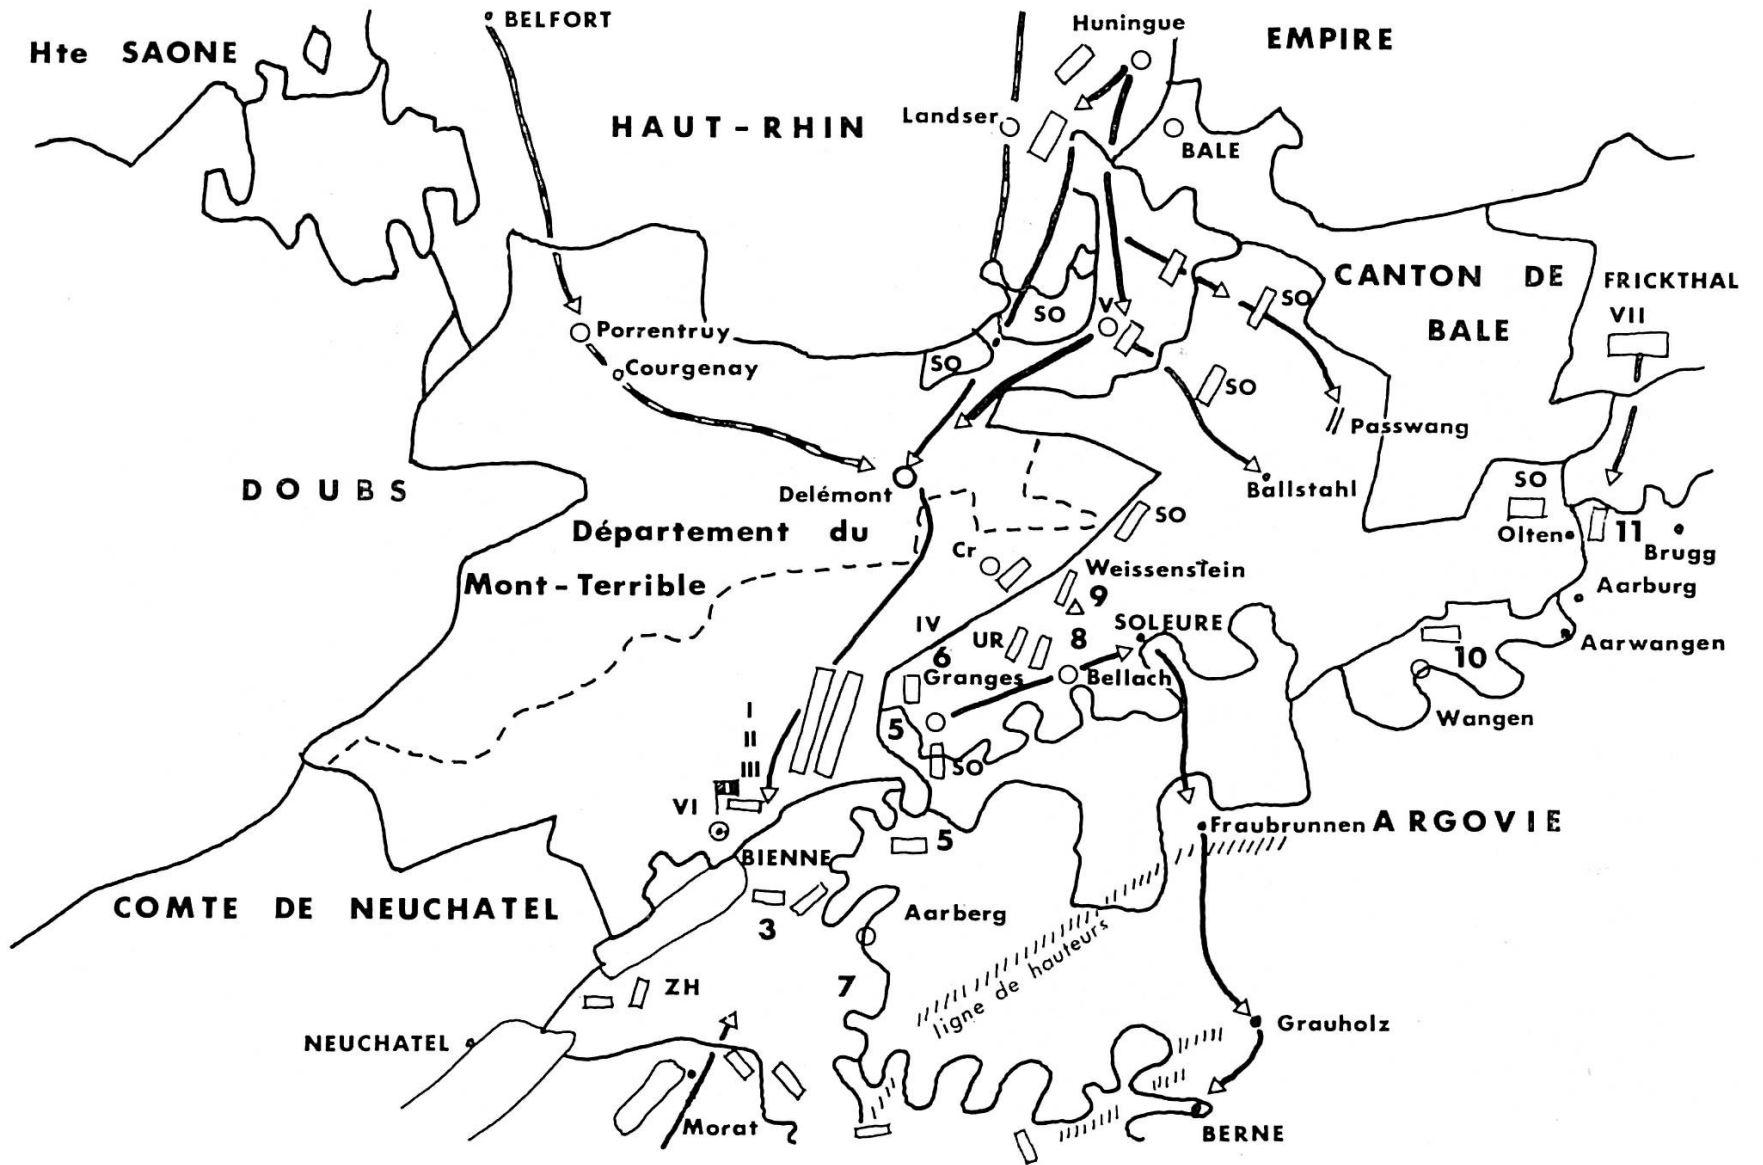 BELFORT
Huningue
EMPIRE
Hte SAONE
HAUT-RHIN
Landser
BALE
CANTON DE
BALE
FRICKTHAL
VII
SO
SO
V
Porrentruy
SO
Courgenay
SO
Passwang
DOUBS
Delémont
Ballstahl
SO
Olten
11
Brugg
Département du
Mont-Terrible
SO
Cr
Weissenstein
9
Aarburg
IV
UR
8
SOLEURE
6
Granges
Bellach
10
Aarwangen
Wangen
I
II
III
5
SO
VI
BIENNE
5
Fraubrunnen
ARGOVIE
COMTE DE NEUCHATEL
3
Aarberg
ligne de hauteurs
ZH
7
NEUCHATEL
Grauholz
Morat
BERNE